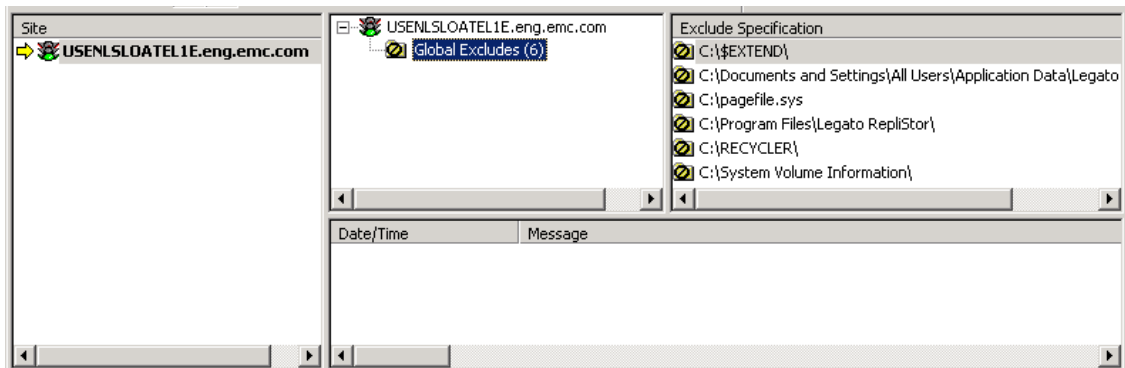 Site
USENLSLOATEL1E.eng.emc.com
USENLSLOATEL1E.eng.emc.com
Global Excludes (6)
Exclude Specification
C:\$EXTEND\
C:\Documents and Settings\All Users\Application Data\Legato
C:\pagefile.sys
C:\Program Files\Legato RepliStor\
C:\RECYCLER\
C:\System Volume Information\
Date/Time Message